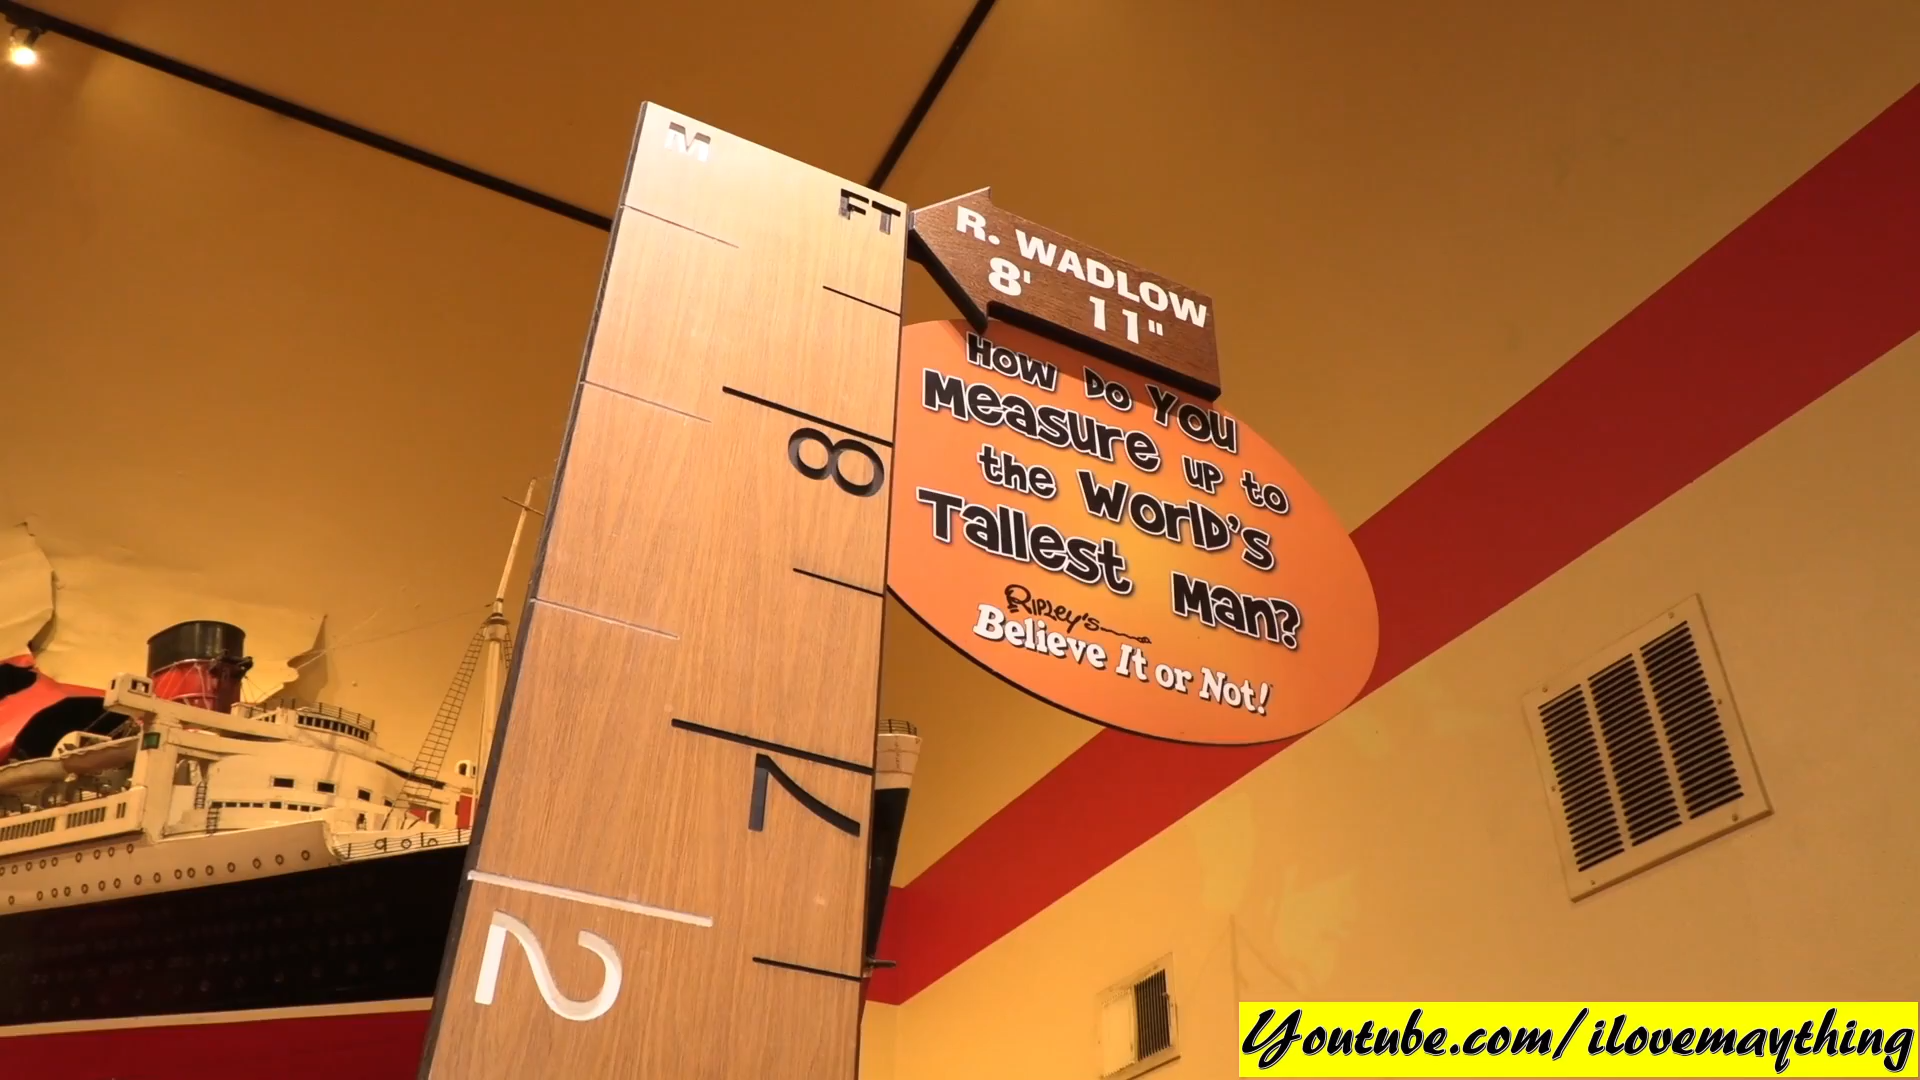 M
FT
R. WADLOW
8' 11"
HOW DO YOU
Measure up to
the WORLD'S
Tallest Man?
RIPLEY'S
Believe It or Not!
8
7
2
Youtube.com/ilovemaything